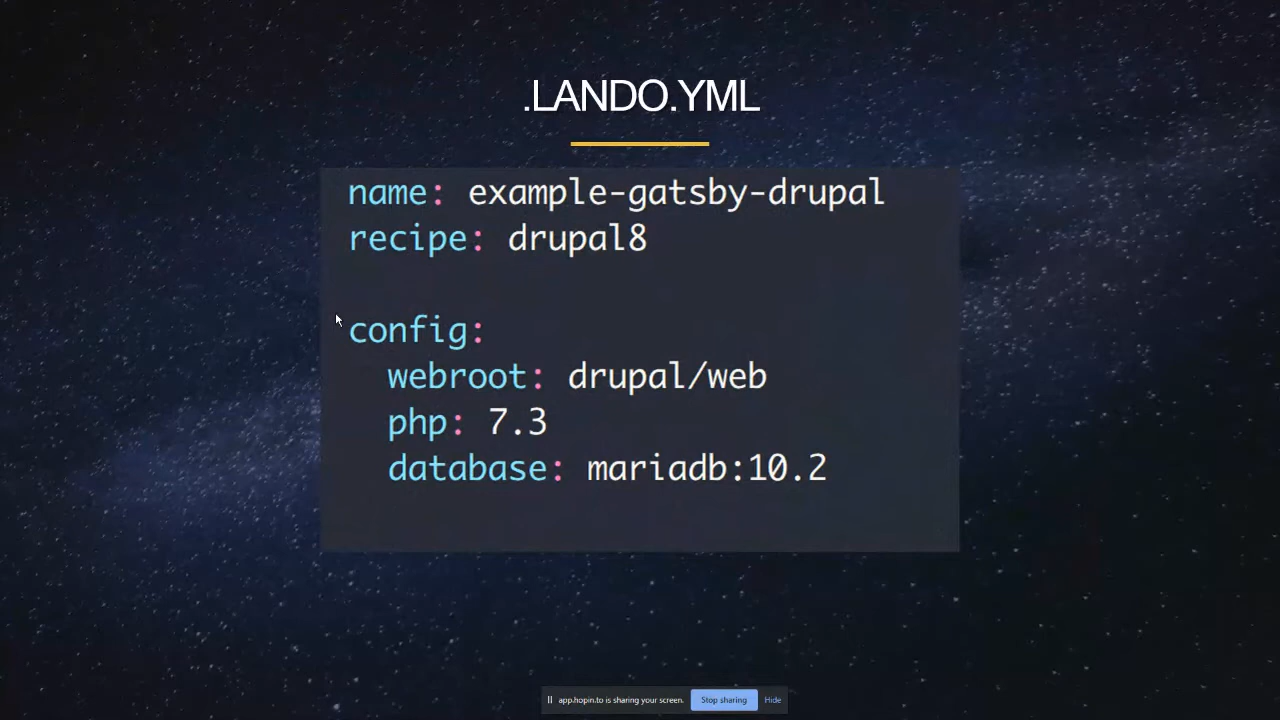 .LANDO.YML
name: example-gatsby-drupal
recipe: drupal8
config:
webroot: drupal/web
php: 7.3
database: mariadb:10.2
app.hopin.to is sharing your screen. Stop sharing Hide